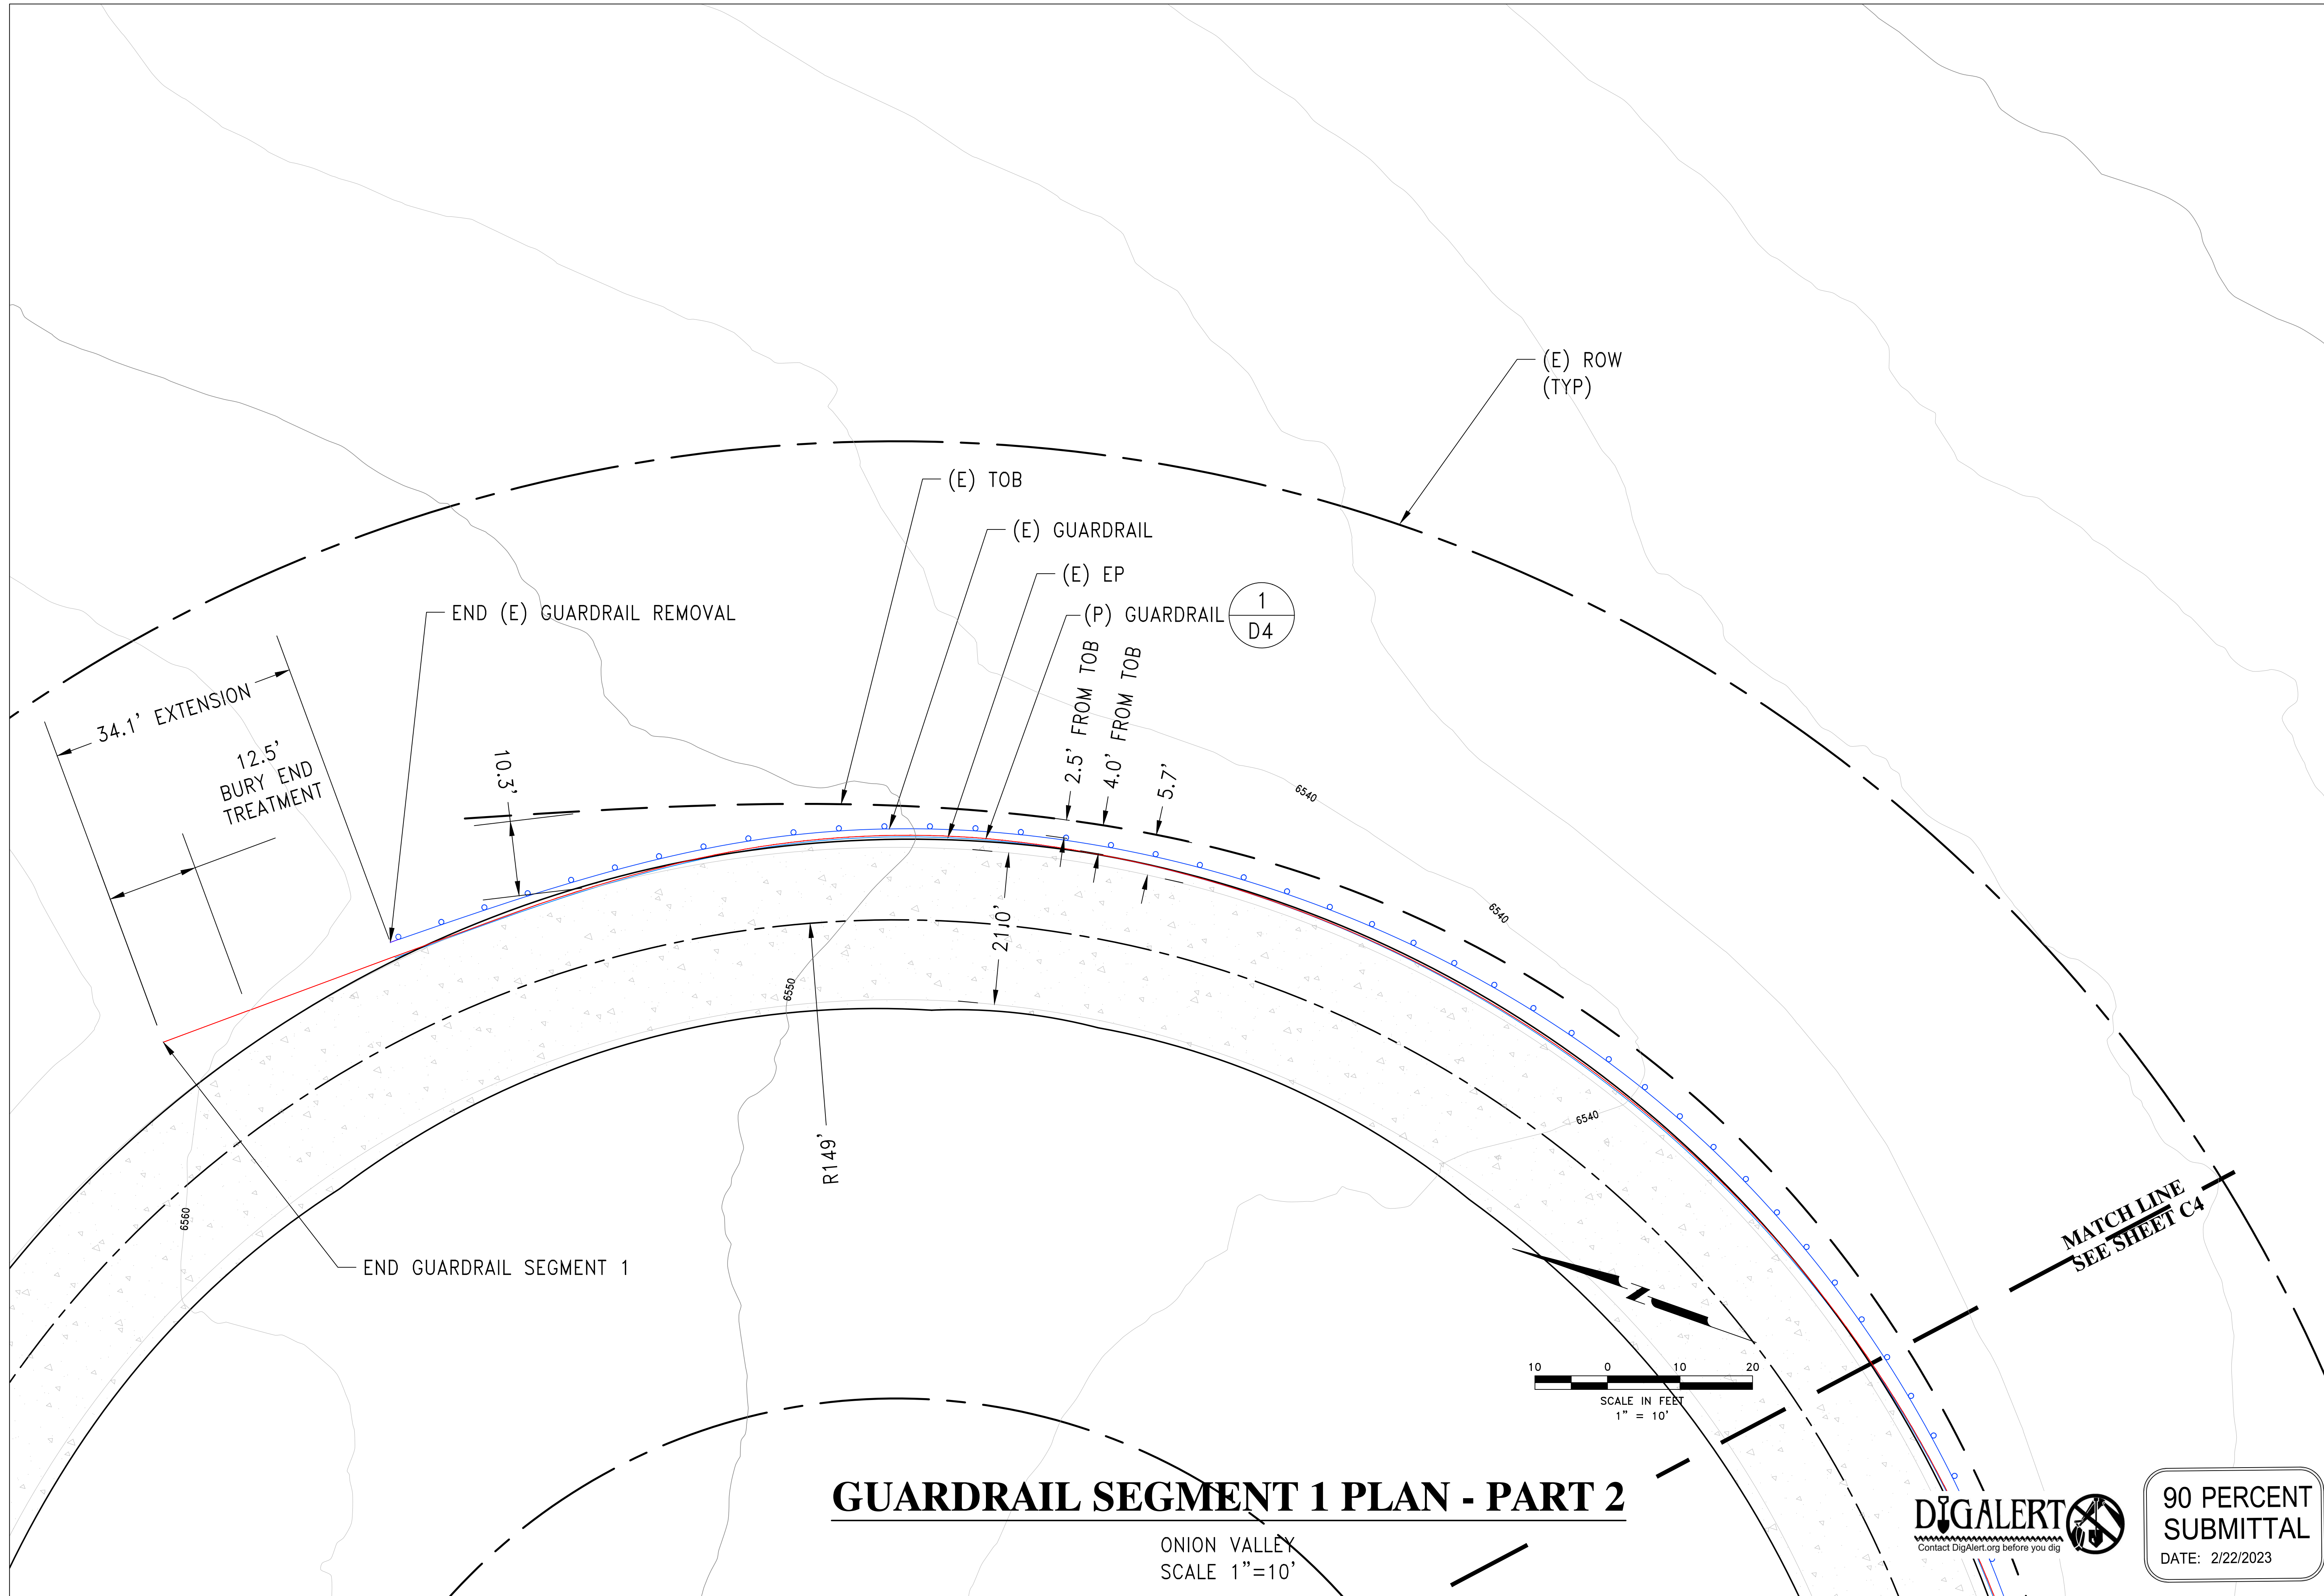 (E) ROW
(TYP)
(E) TOB
(E) GUARDRAIL
(E) EP
(P) GUARDRAIL
1
D4
END (E) GUARDRAIL REMOVAL
34.1' EXTENSION
12.5'
BURY END
TREATMENT
10.3'
2.5' FROM TOB
4.0' FROM TOB
5.7'
6540
6540
21.0'
6550
6540
R149'
6560
END GUARDRAIL SEGMENT 1
MATCH LINE
SEE SHEET C4
Z
10 0 10 20
SCALE IN FEET
1" = 10'
GUARDRAIL SEGMENT 1 PLAN - PART 2
ONION VALLEY
SCALE 1"=10'
DIGALERT
Contact DigAlert.org before you dig
90 PERCENT
SUBMITTAL
DATE: 2/22/2023